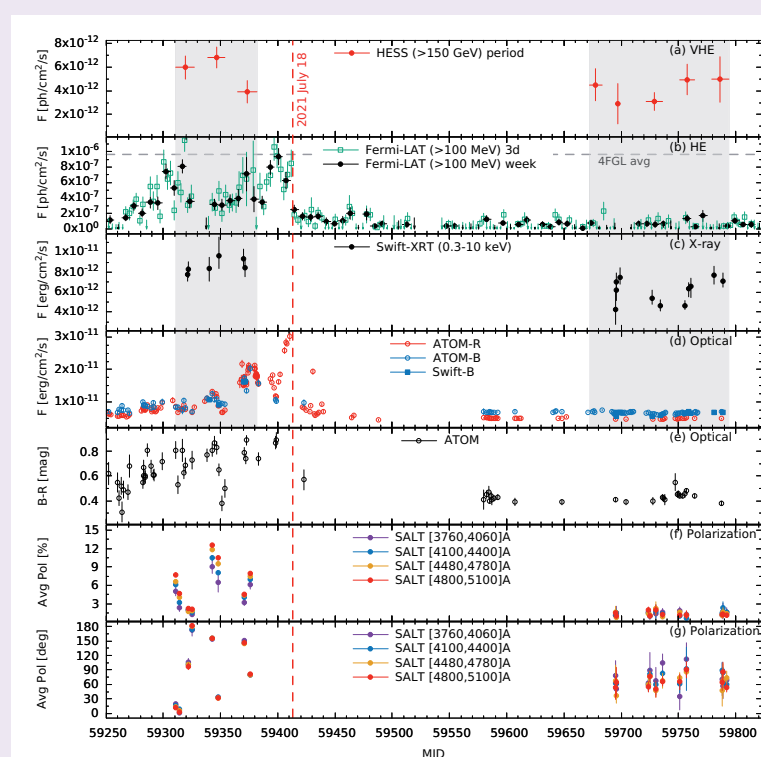 8x10⁻¹²
6x10⁻¹²
4x10⁻¹²
F [ph/cm²/s]
HESS (>150 GeV) period
(a) VHE
2021 July 18
1x10⁻⁶
8x10⁻⁷
6x10⁻⁷
4x10⁻⁷
2x10⁻⁷
0x10⁰
F [ph/cm²/s]
Fermi-LAT (>100 MeV) 3d
Fermi-LAT (>100 MeV) week
(b) HE
4FGL avg
1x10⁻¹¹
8x10⁻¹²
6x10⁻¹²
4x10⁻¹²
F [erg/cm²/s]
Swift-XRT (0.3-10 keV)
(c) X-ray
3x10⁻¹¹
2x10⁻¹¹
1x10⁻¹¹
F [erg/cm²/s]
ATOM-R
ATOM-B
Swift-B
(d) Optical
0.8
0.6
0.4
B-R [mag]
ATOM
(e) Optical
15
12
9
6
3
Avg Pol [%]
SALT [3760,4060]A
SALT [4100,4400]A
SALT [4480,4780]A
SALT [4800,5100]A
(f) Polarization
180
150
120
90
60
30
0
Avg Pol [deg]
SALT [3760,4060]A
SALT [4100,4400]A
SALT [4480,4780]A
SALT [4800,5100]A
(g) Polarization
59250 59300 59350 59400 59450 59500 59550 59600 59650 59700 59750 59800
MJD